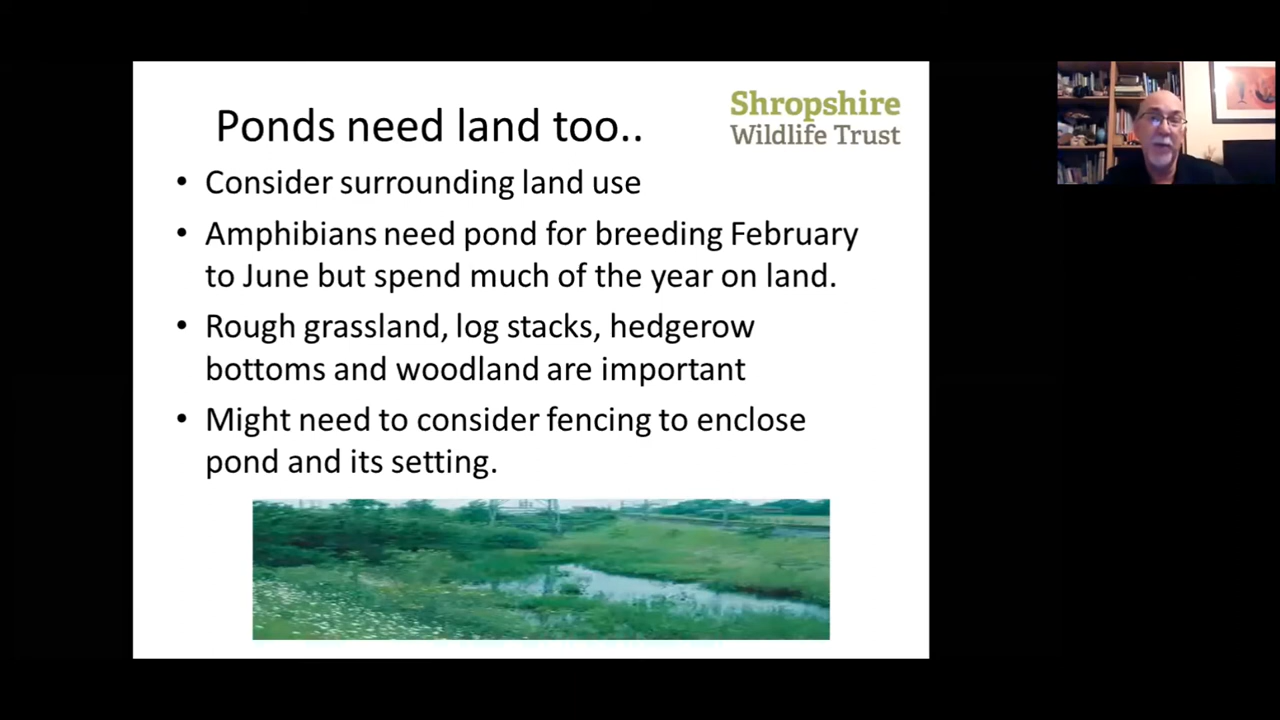 Ponds need land too..
Shropshire
Wildlife Trust
• Consider surrounding land use
• Amphibians need pond for breeding February
to June but spend much of the year on land.
• Rough grassland, log stacks, hedgerow
bottoms and woodland are important
• Might need to consider fencing to enclose
pond and its setting.